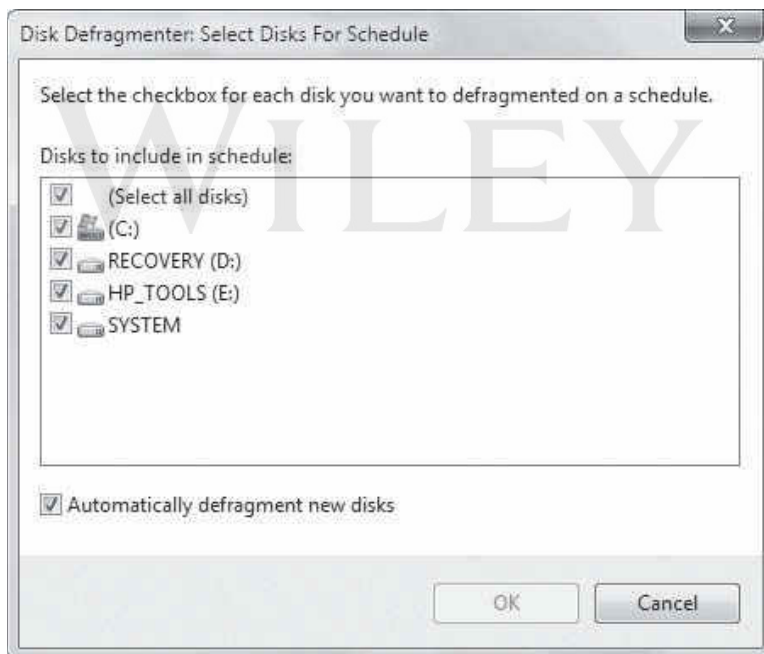 Disk Defragmenter: Select Disks For Schedule
Select the checkbox for each disk you want to defragmented on a schedule.
WILEY
Disks to include in schedule:
(Select all disks)
(C:)
RECOVERY (D:)
HP_TOOLS (E:)
SYSTEM
Automatically defragment new disks
OK
Cancel